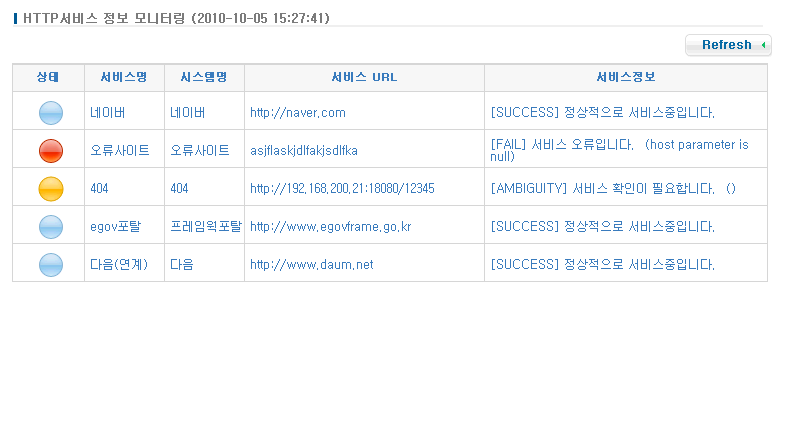 HTTP서비스 정보 모니터링 (2010-10-05 15:27:41)
Refresh
상태 서비스명 시스템명 서비스 URL 서비스정보
네이버 네이버 http://naver.com [SUCCESS] 정상적으로 서비스중입니다.
오류사이트 오류사이트 asjflaskjdlfakjsdlfka [FAIL] 서비스 오류입니다. (host parameter is
null)
404 404 http://192.168.200.21:18080/12345 [AMBIGUITY] 서비스 확인이 필요합니다. ()
egov포탈 프레임웍포탈 http://www.egovframe.go.kr [SUCCESS] 정상적으로 서비스중입니다.
다음(연계) 다음 http://www.daum.net [SUCCESS] 정상적으로 서비스중입니다.